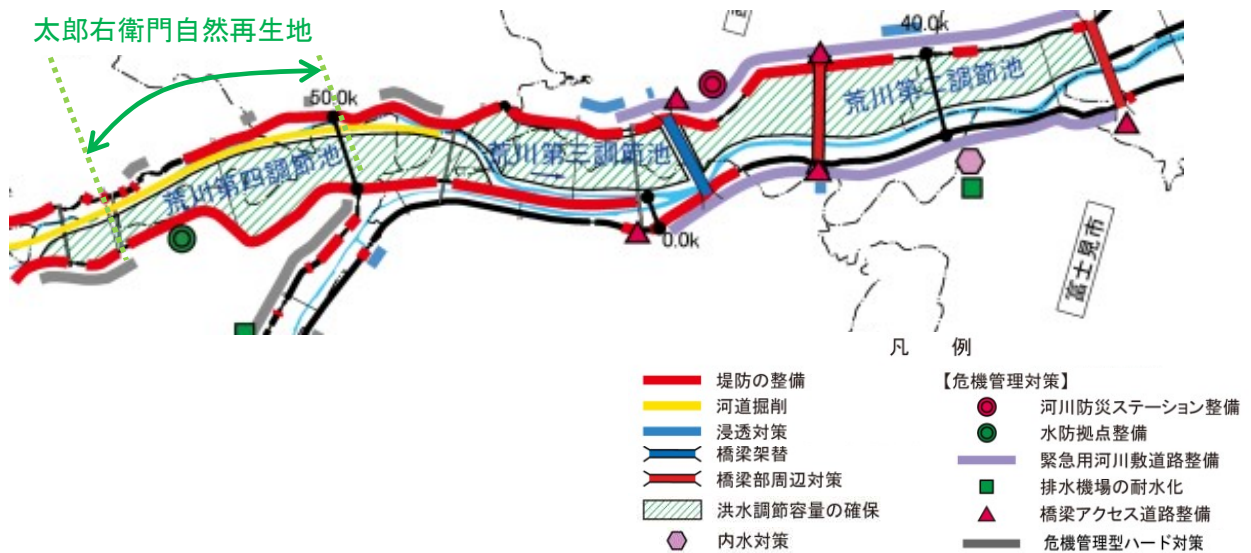 太郎右衛門自然再生地
50.0k
40.0k
荒川第四調節池
荒川第三調節池
荒川第二調節池
0.0k
富士見市
凡 例
堤防の整備
河道掘削
浸透対策
橋梁架替
橋梁部周辺対策
洪水調節容量の確保
内水対策
【危機管理対策】
河川防災ステーション整備
水防拠点整備
緊急用河川敷道路整備
排水機場の耐水化
橋梁アクセス道路整備
危機管理型ハード対策